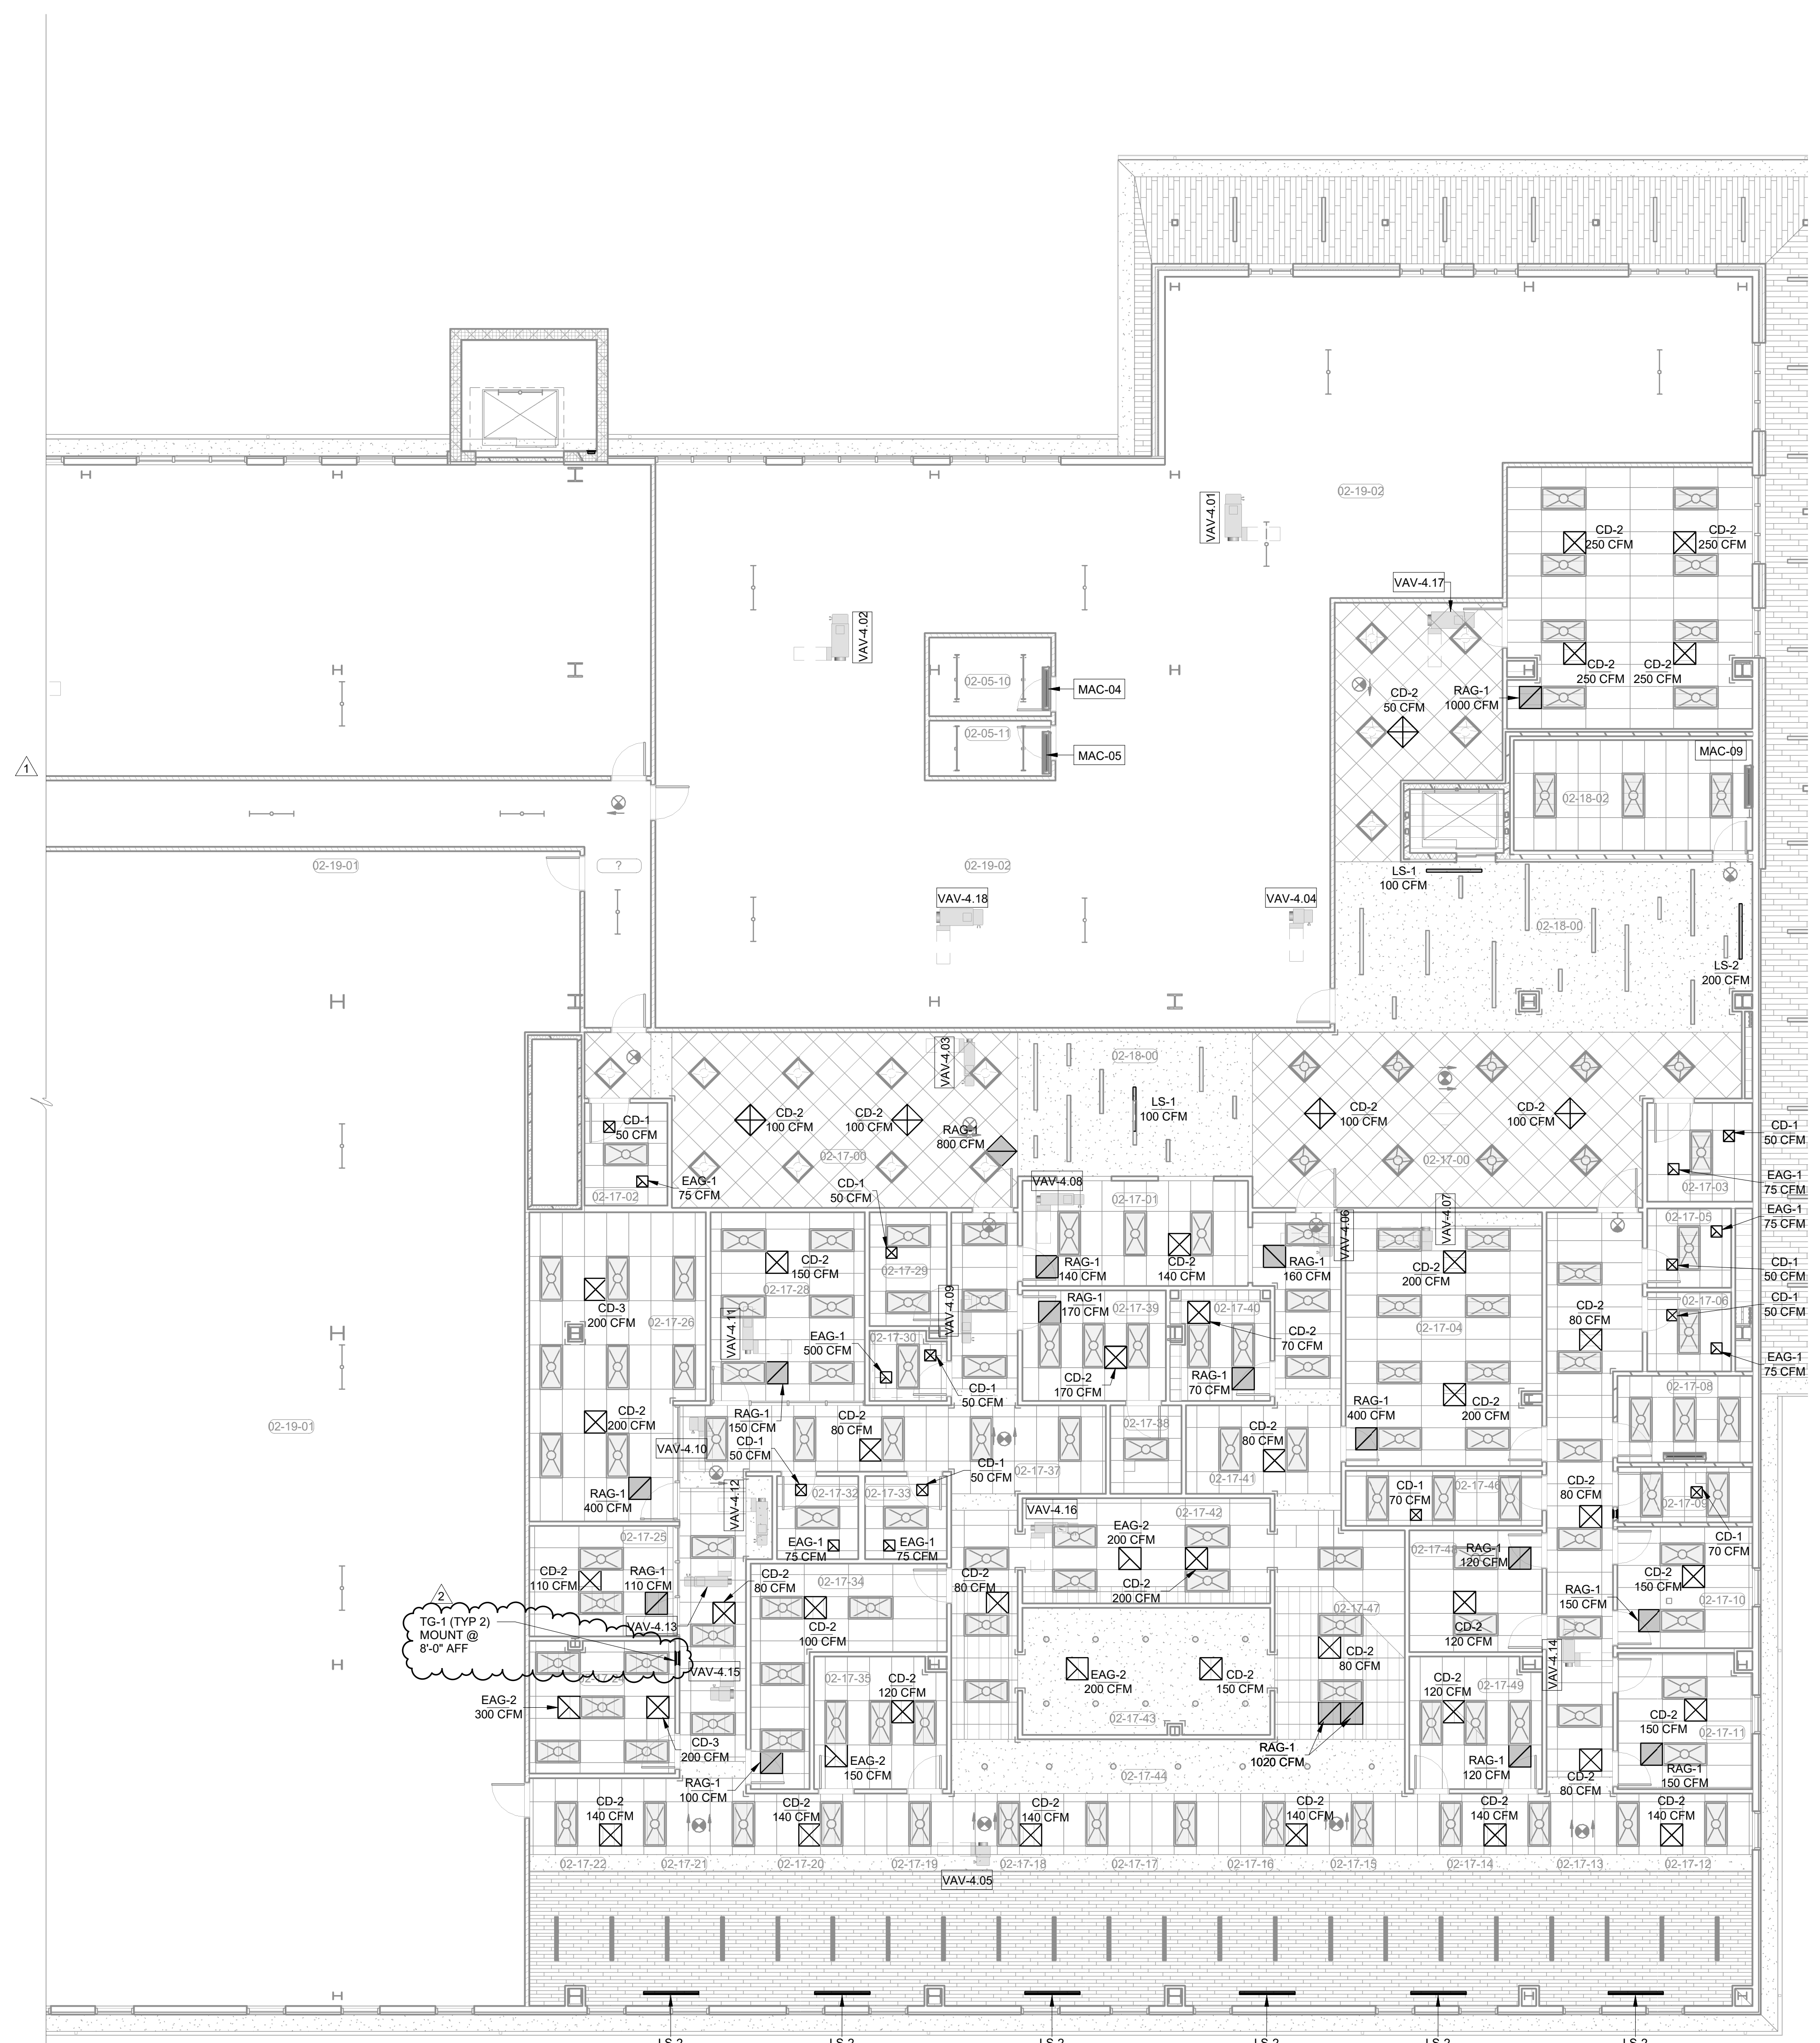 02-19-02
VAV-4.01
CD-2
250 CFM
CD-2
250 CFM
VAV-4.17
VAV-4.02
02-05-10
MAC-04
CD-2
250 CFM
CD-2
250 CFM
CD-2
50 CFM
RAG-1
1000 CFM
02-05-11
MAC-05
MAC-09
1
02-18-02
02-19-01
?
02-19-02
LS-1
100 CFM
VAV-4.18
VAV-4.04
02-18-00
LS-2
200 CFM
VAV-4.03
02-18-00
CD-1
50 CFM
CD-2
100 CFM
CD-2
100 CFM
LS-1
100 CFM
CD-2
100 CFM
CD-2
100 CFM
CD-1
50 CFM
RAG-1
800 CFM
02-17-00
02-17-00
EAG-1
75 CFM
02-17-02
CD-1
50 CFM
VAV-4.08
02-17-01
EAG-1
75 CFM
02-17-03
VAV-4.06
VAV-4.07
02-17-05
EAG-1
75 CFM
CD-2
150 CFM
02-17-28
02-17-29
RAG-1
140 CFM
CD-2
140 CFM
RAG-1
160 CFM
CD-2
200 CFM
CD-1
50 CFM
CD-3
200 CFM
02-17-26
VAV-4.11
VAV-4.09
RAG-1
170 CFM
02-17-39
02-17-40
CD-2
70 CFM
02-17-04
CD-2
80 CFM
02-17-06
CD-1
50 CFM
EAG-1
500 CFM
02-17-30
CD-1
50 CFM
CD-2
170 CFM
RAG-1
70 CFM
EAG-1
75 CFM
CD-2
200 CFM
RAG-1
150 CFM
CD-2
80 CFM
02-17-38
CD-2
80 CFM
RAG-1
400 CFM
CD-2
200 CFM
02-17-08
VAV-4.10
CD-1
50 CFM
CD-1
50 CFM
02-17-37
02-17-41
RAG-1
400 CFM
VAV-4.12
02-17-32
02-17-33
VAV-4.16
02-17-42
CD-1
70 CFM
02-17-46
CD-2
80 CFM
02-17-09
CD-1
70 CFM
02-17-25
EAG-1
75 CFM
EAG-1
75 CFM
EAG-2
200 CFM
CD-2
200 CFM
02-17-48
RAG-1
120 CFM
CD-2
110 CFM
RAG-1
110 CFM
CD-2
80 CFM
02-17-34
CD-2
80 CFM
02-17-47
RAG-1
150 CFM
CD-2
150 CFM
02-17-10
2
TG-1 (TYP 2)
MOUNT @
8'-0" AFF
VAV-4.13
CD-2
100 CFM
CD-2
80 CFM
CD-2
120 CFM
VAV-4.15
02-17-35
CD-2
120 CFM
EAG-2
200 CFM
CD-2
150 CFM
VAV-4.14
EAG-2
300 CFM
02-17-43
CD-2
120 CFM
02-17-49
CD-2
150 CFM
02-17-11
CD-3
200 CFM
EAG-2
150 CFM
RAG-1
100 CFM
RAG-1
1020 CFM
02-17-44
RAG-1
120 CFM
CD-2
80 CFM
RAG-1
150 CFM
CD-2
140 CFM
CD-2
140 CFM
CD-2
140 CFM
CD-2
140 CFM
CD-2
140 CFM
CD-2
140 CFM
02-17-22
02-17-21
02-17-20
02-17-19
02-17-18
02-17-17
02-17-16
02-17-15
02-17-14
02-17-13
02-17-12
VAV-4.05
LS-2
LS-2
LS-2
LS-2
LS-2
LS-2